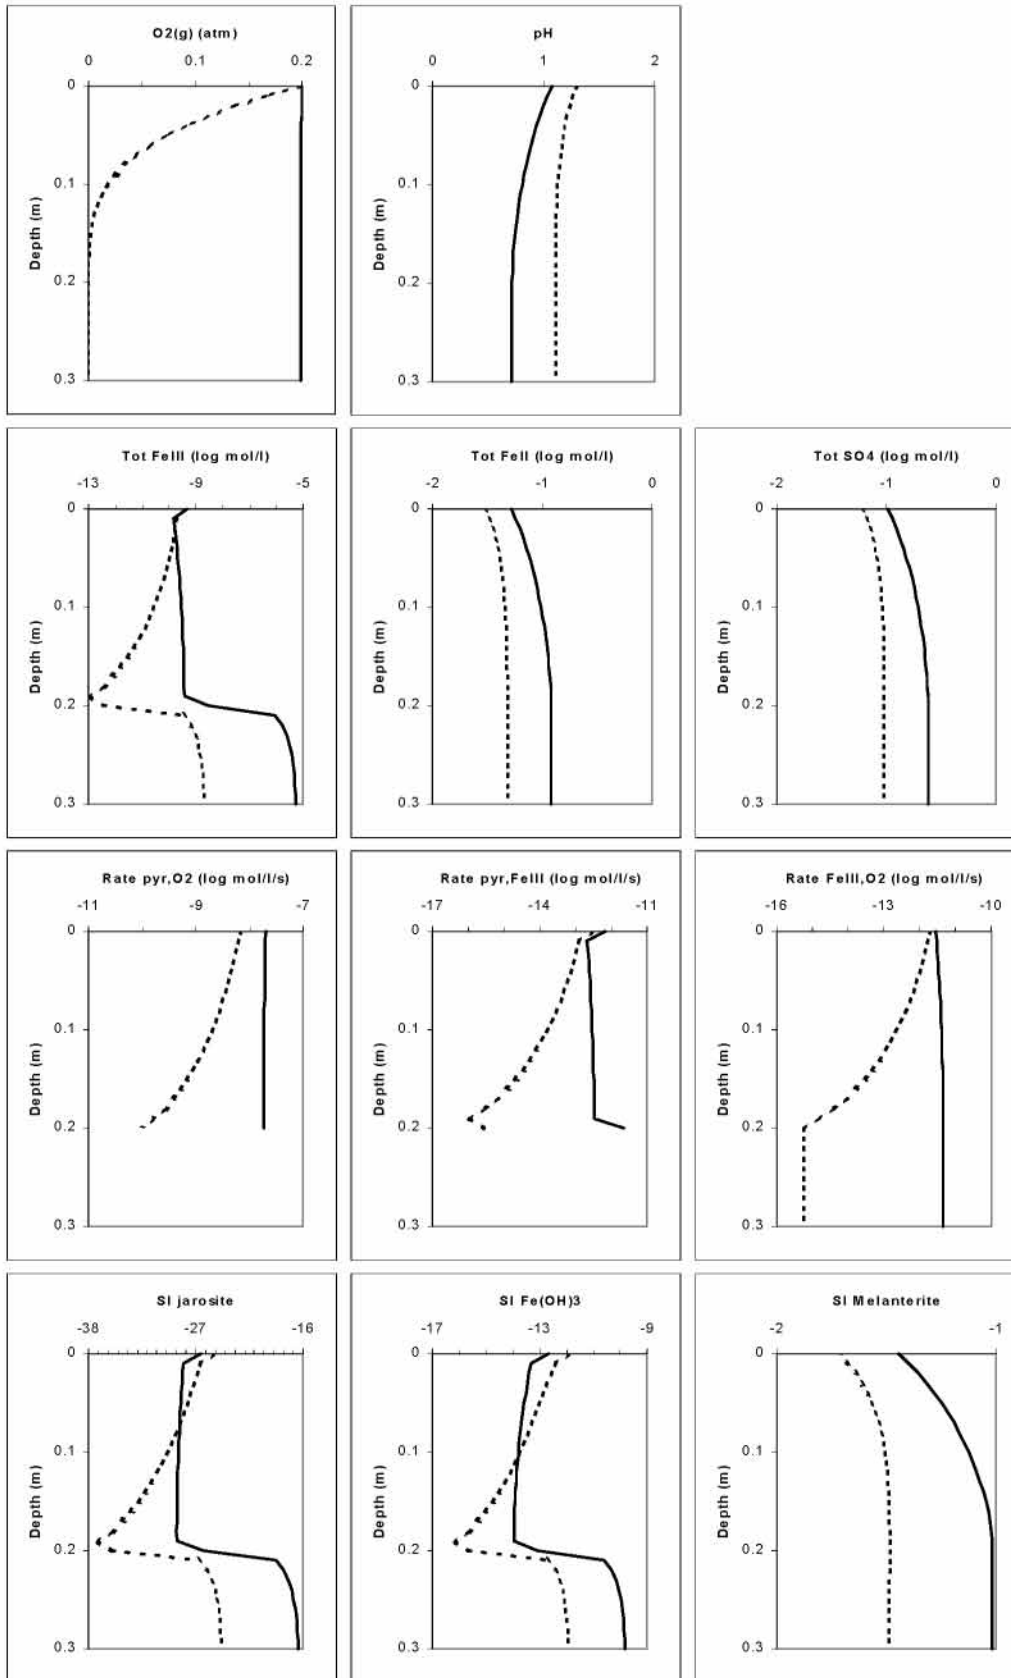 O2(g) (atm)
0 0.1 0.2
0
0.1
0.2
0.3
Depth (m)
pH
0 1 2
0
0.1
0.2
0.3
Depth (m)
Tot FeIII (log mol/l)
-13 -9 -5
0
0.1
0.2
0.3
Depth (m)
Tot FeII (log mol/l)
-2 -1 0
0
0.1
0.2
0.3
Depth (m)
Tot SO4 (log mol/l)
-2 -1 0
0
0.1
0.2
0.3
Depth (m)
Rate pyr,O2 (log mol/l/s)
-11 -9 -7
0
0.1
0.2
0.3
Depth (m)
Rate pyr,FeIII (log mol/l/s)
-17 -14 -11
0
0.1
0.2
0.3
Depth (m)
Rate FeIII,O2 (log mol/l/s)
-16 -13 -10
0
0.1
0.2
0.3
Depth (m)
SI jarosite
-38 -27 -16
0
0.1
0.2
0.3
Depth (m)
SI Fe(OH)3
-17 -13 -9
0
0.1
0.2
0.3
Depth (m)
SI Melanterite
-2 -1
0
0.1
0.2
0.3
Depth (m)